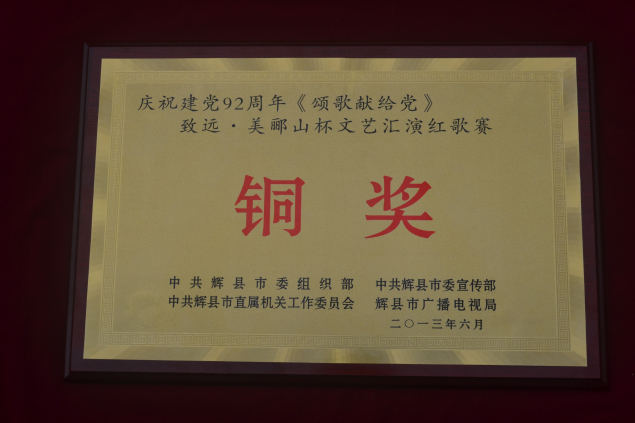 庆祝建党92周年《颂歌献给党》
致远·美郦山杯文艺汇演红歌赛
铜奖
中共辉县市委组织部 中共辉县市委宣传部
中共辉县市直属机关工作委员会 辉县市广播电视局
二〇一三年六月